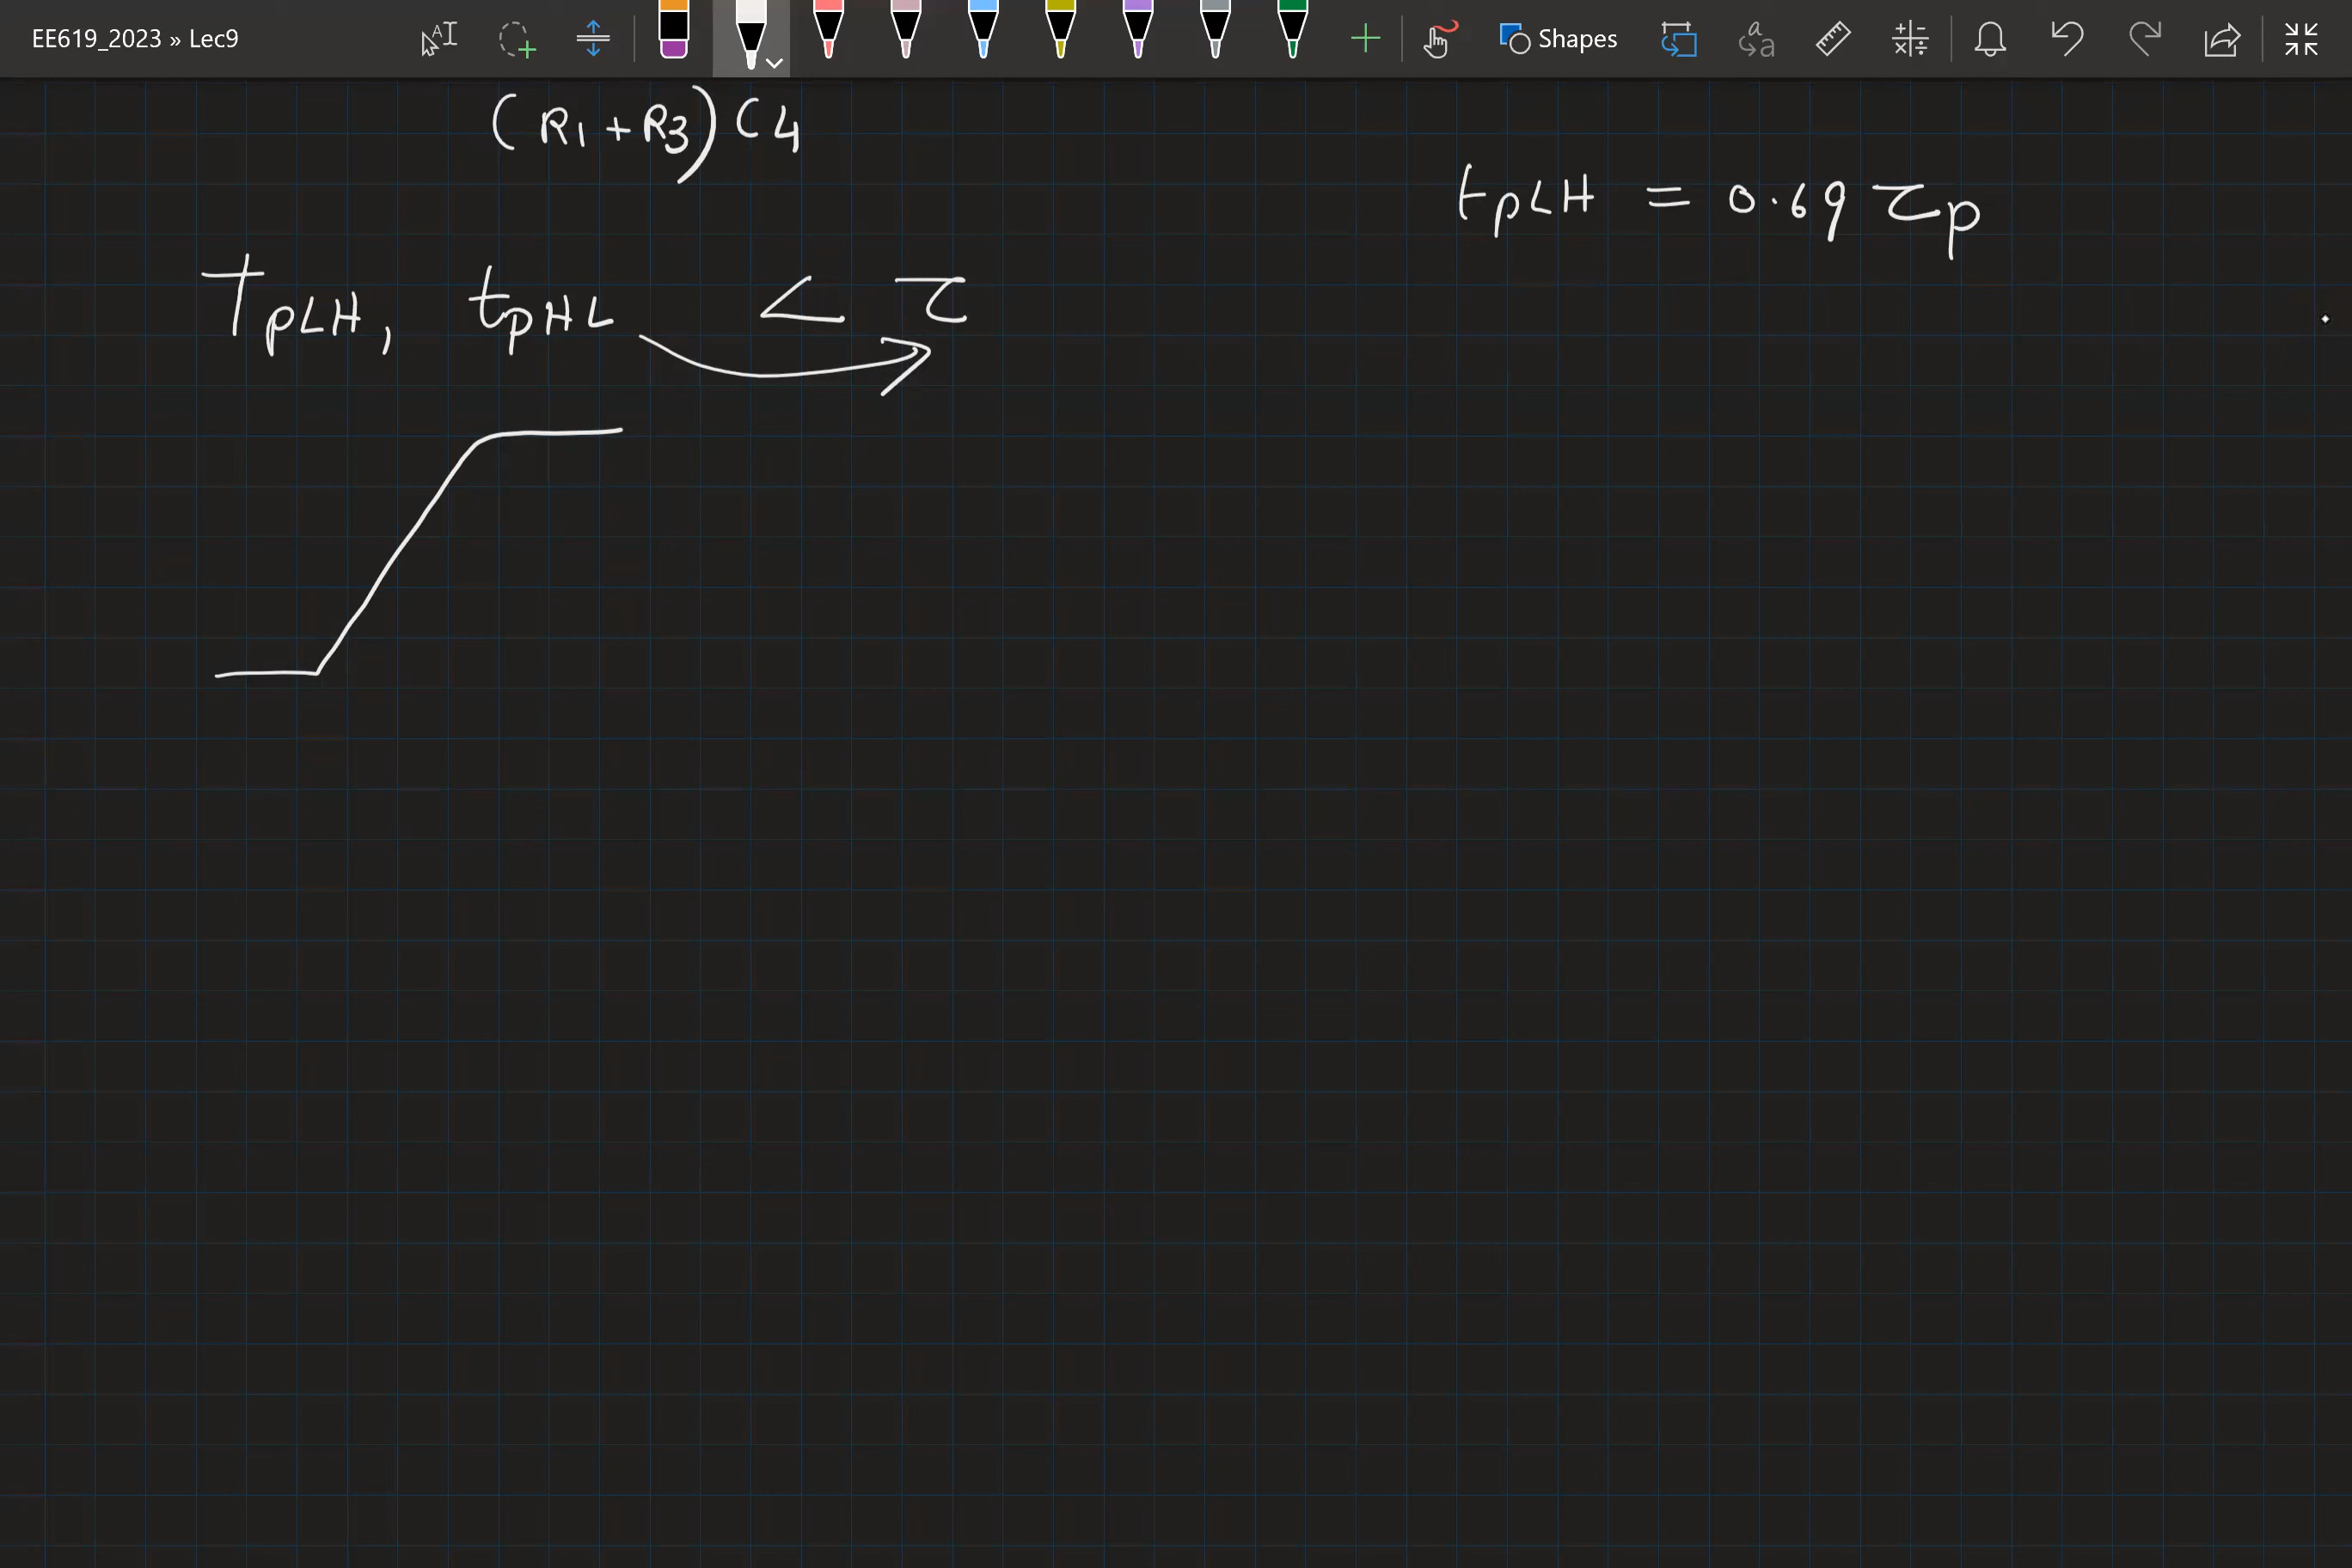 EE619_2023 » Lec9
Shapes
(R1 + R3) C4
tpLH = 0.69 τp
TpLH, tpHL < τ